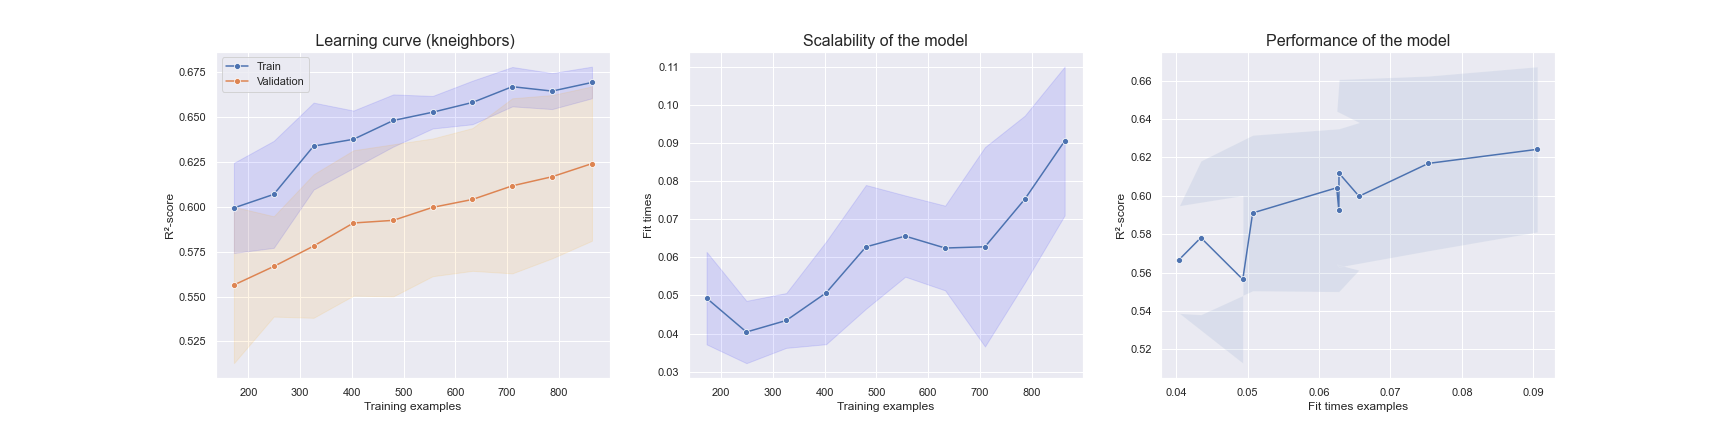 Learning curve (kneighbors)
Train
Validation
0.675
0.650
0.625
0.600
0.575
0.550
0.525
R²-score
200 300 400 500 600 700 800
Training examples
Scalability of the model
0.11
0.10
0.09
0.08
0.07
0.06
0.05
0.04
0.03
Fit times
200 300 400 500 600 700 800
Training examples
Performance of the model
0.66
0.64
0.62
0.60
0.58
0.56
0.54
0.52
R²-score
0.04 0.05 0.06 0.07 0.08 0.09
Fit times examples